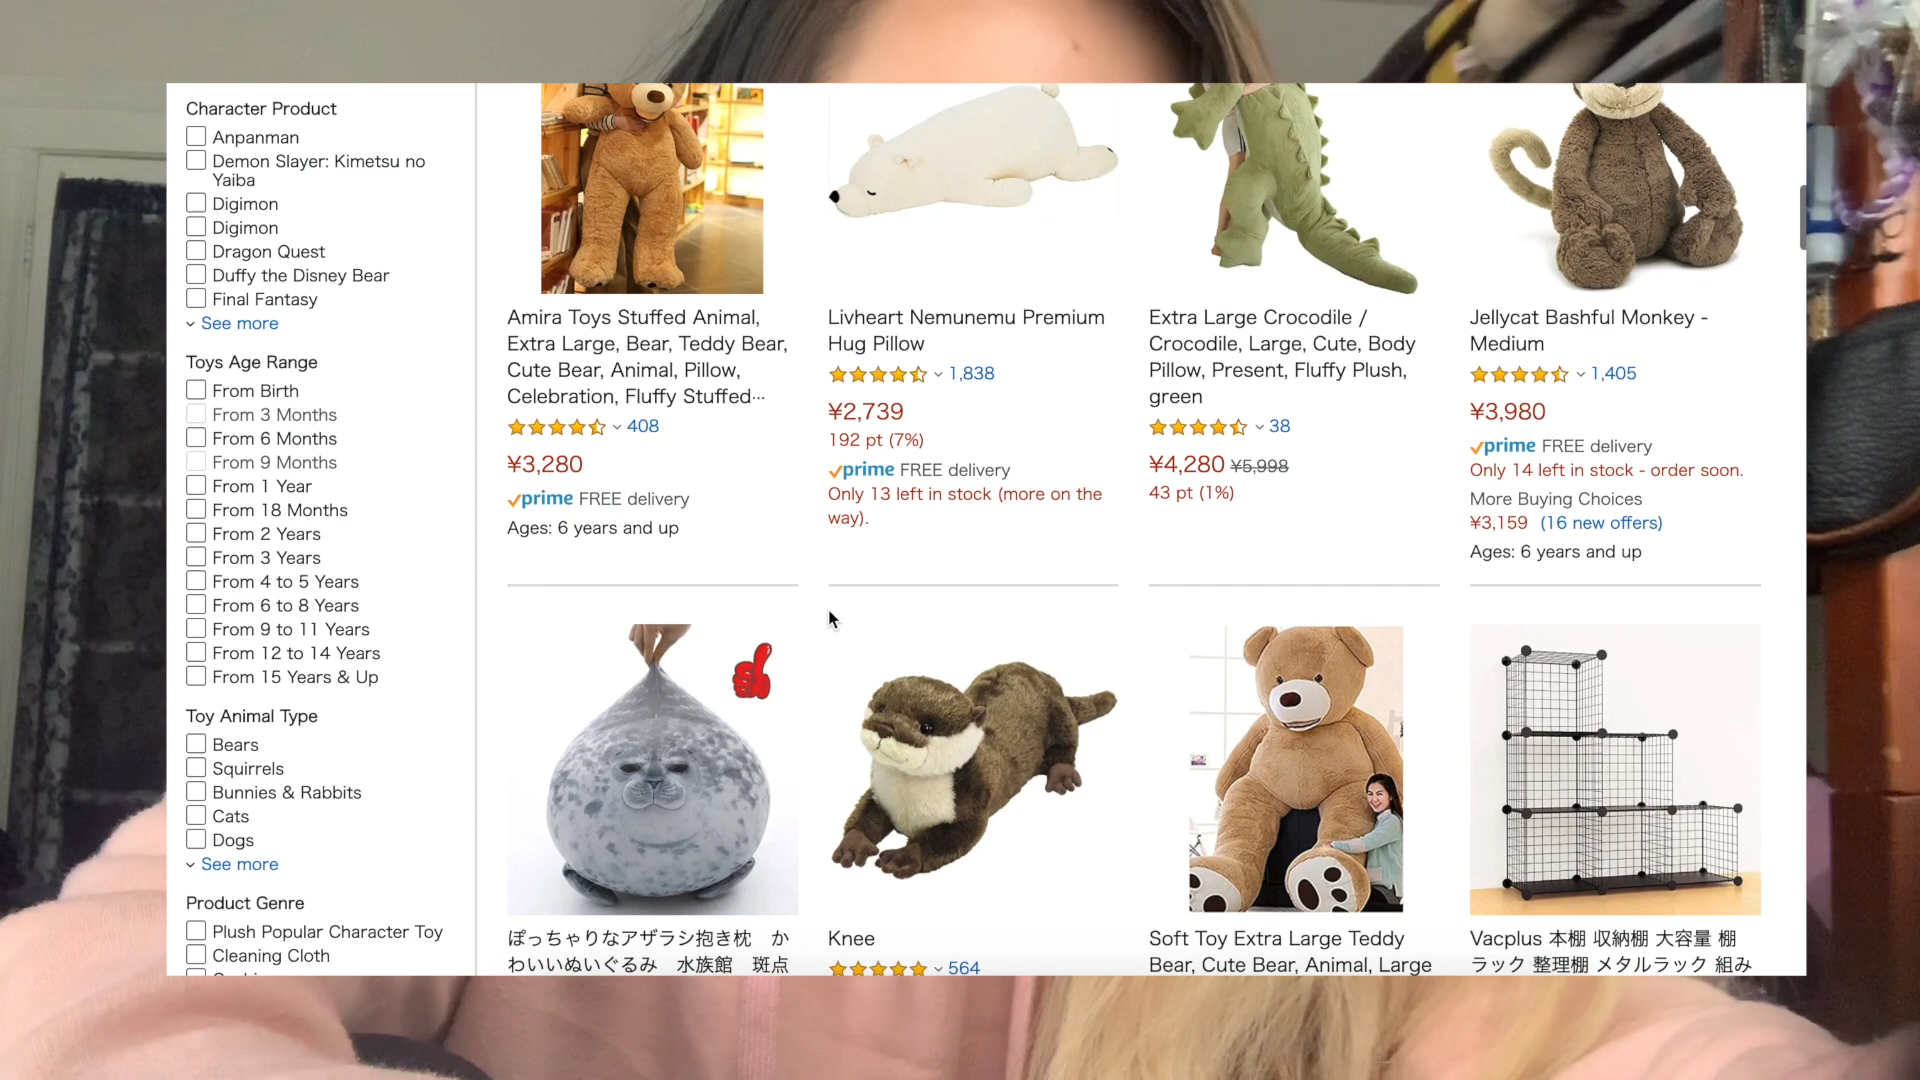 Character Product
Anpanman
Demon Slayer: Kimetsu no
Yaiba
Digimon
Digimon
Dragon Quest
Duffy the Disney Bear
Final Fantasy
See more
Toys Age Range
From Birth
From 3 Months
From 6 Months
From 9 Months
From 1 Year
From 18 Months
From 2 Years
From 3 Years
From 4 to 5 Years
From 6 to 8 Years
From 9 to 11 Years
From 12 to 14 Years
From 15 Years & Up
Toy Animal Type
Bears
Squirrels
Bunnies & Rabbits
Cats
Dogs
See more
Product Genre
Plush Popular Character Toy
Cleaning Cloth
Amira Toys Stuffed Animal,
Extra Large, Bear, Teddy Bear,
Cute Bear, Animal, Pillow,
Celebration, Fluffy Stuffed…
408
¥3,280
prime FREE delivery
Ages: 6 years and up
Livheart Nemunemu Premium
Hug Pillow
1,838
¥2,739
192 pt (7%)
prime FREE delivery
Only 13 left in stock (more on the
way).
Extra Large Crocodile /
Crocodile, Large, Cute, Body
Pillow, Present, Fluffy Plush,
green
38
¥4,280 ¥5,998
43 pt (1%)
Jellycat Bashful Monkey -
Medium
1,405
¥3,980
prime FREE delivery
Only 14 left in stock - order soon.
More Buying Choices
¥3,159 (16 new offers)
Ages: 6 years and up
ぽっちゃりなアザラシ抱き枕 か
わいいぬいぐるみ 水族館 斑点
Knee
564
Soft Toy Extra Large Teddy
Bear, Cute Bear, Animal, Large
Vacplus 本棚 収納棚 大容量 棚
ラック 整理棚 メタルラック 組み